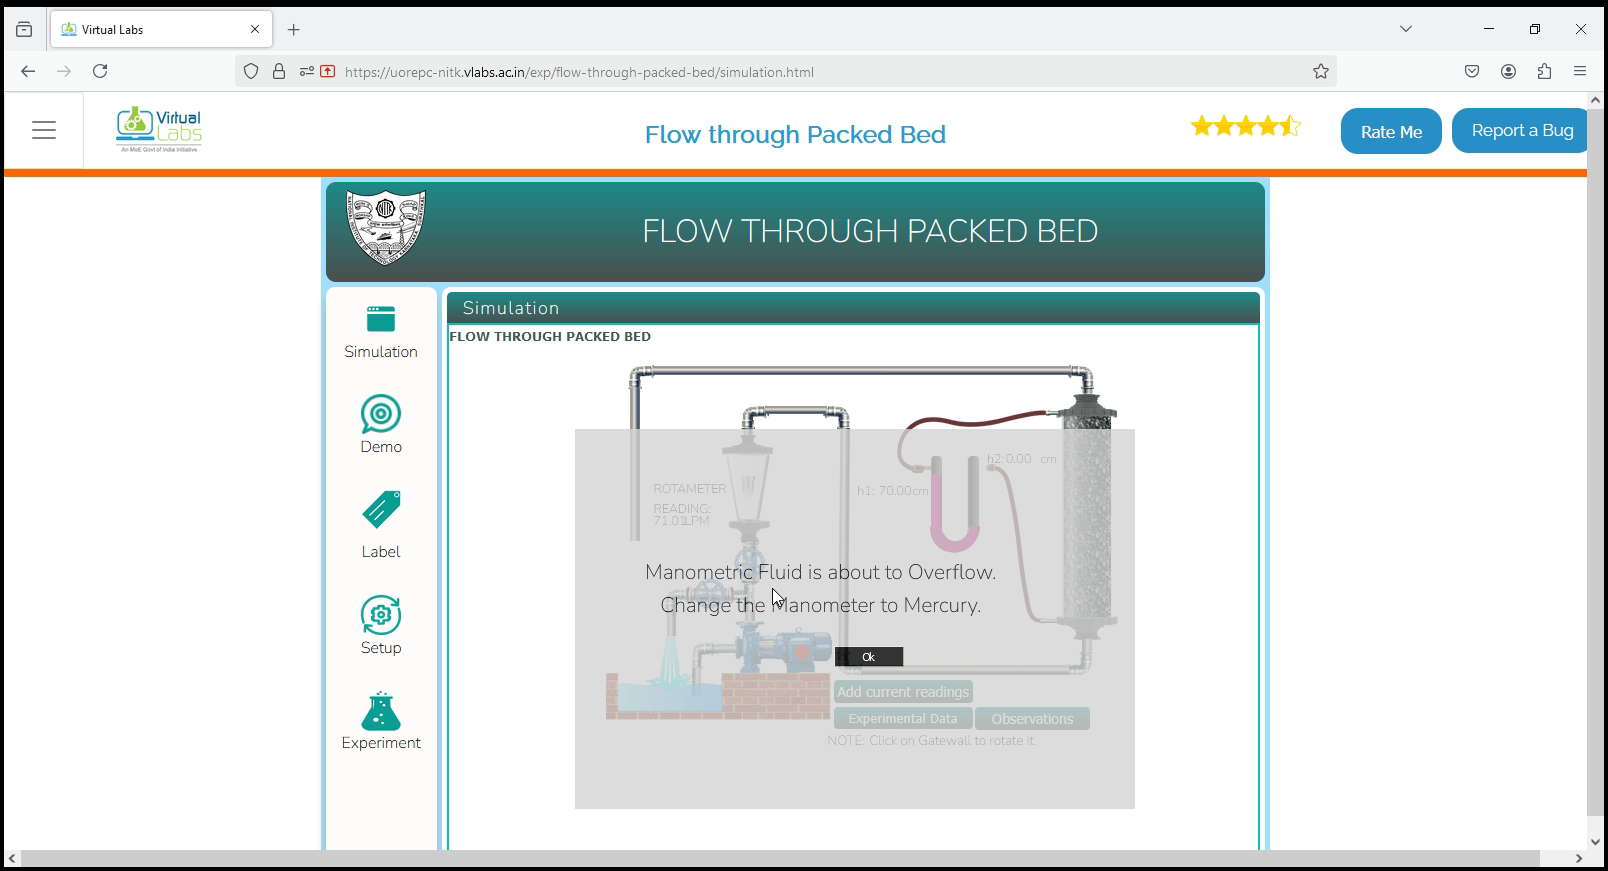 Virtual Labs
https://uorepc-nitk.vlabs.ac.in/exp/flow-through-packed-bed/simulation.html
Virtual
Labs
An MoE Govt of India Initiative
Flow through Packed Bed
Rate Me
Report a Bug
FLOW THROUGH PACKED BED
Simulation
Simulation
FLOW THROUGH PACKED BED
Demo
Label
Setup
Experiment
h2: 0.00 cm
h1: 70.00cm
ROTAMETER
READING:
71.01LPM
Manometric Fluid is about to Overflow.
Change the Manometer to Mercury.
Ok
Add current readings
Experimental Data
Observations
NOTE: Click on Gatewall to rotate it.